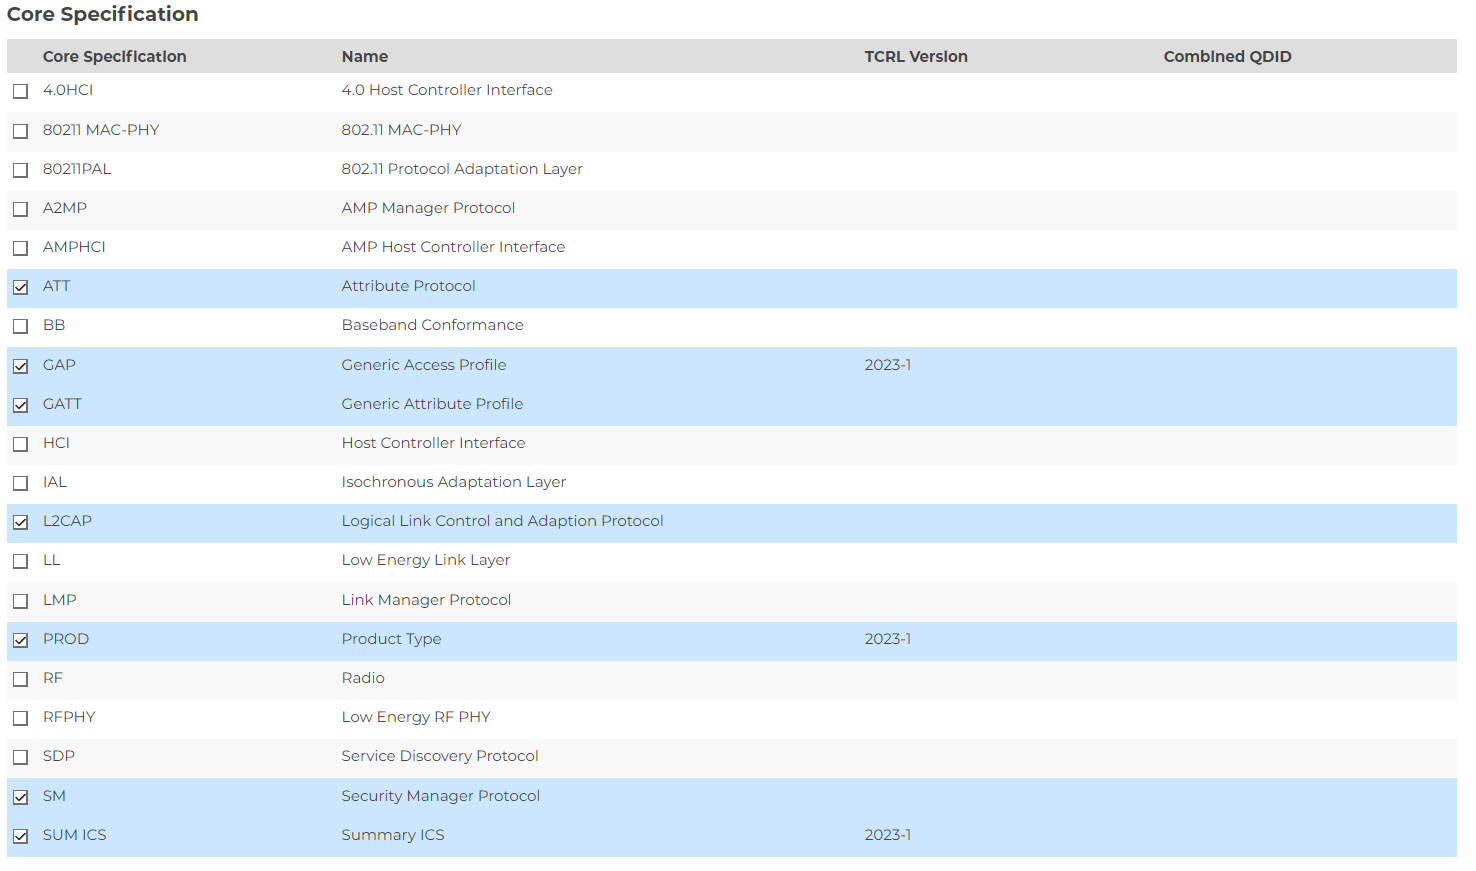 Core Specification
Core Specification Name TCRL Version Combined QDID
4.0HCI 4.0 Host Controller Interface
80211 MAC-PHY 802.11 MAC-PHY
80211PAL 802.11 Protocol Adaptation Layer
A2MP AMP Manager Protocol
AMPHCI AMP Host Controller Interface
ATT Attribute Protocol
BB Baseband Conformance
GAP Generic Access Profile 2023-1
GATT Generic Attribute Profile
HCI Host Controller Interface
IAL Isochronous Adaptation Layer
L2CAP Logical Link Control and Adaption Protocol
LL Low Energy Link Layer
LMP Link Manager Protocol
PROD Product Type 2023-1
RF Radio
RFPHY Low Energy RF PHY
SDP Service Discovery Protocol
SM Security Manager Protocol
SUM ICS Summary ICS 2023-1